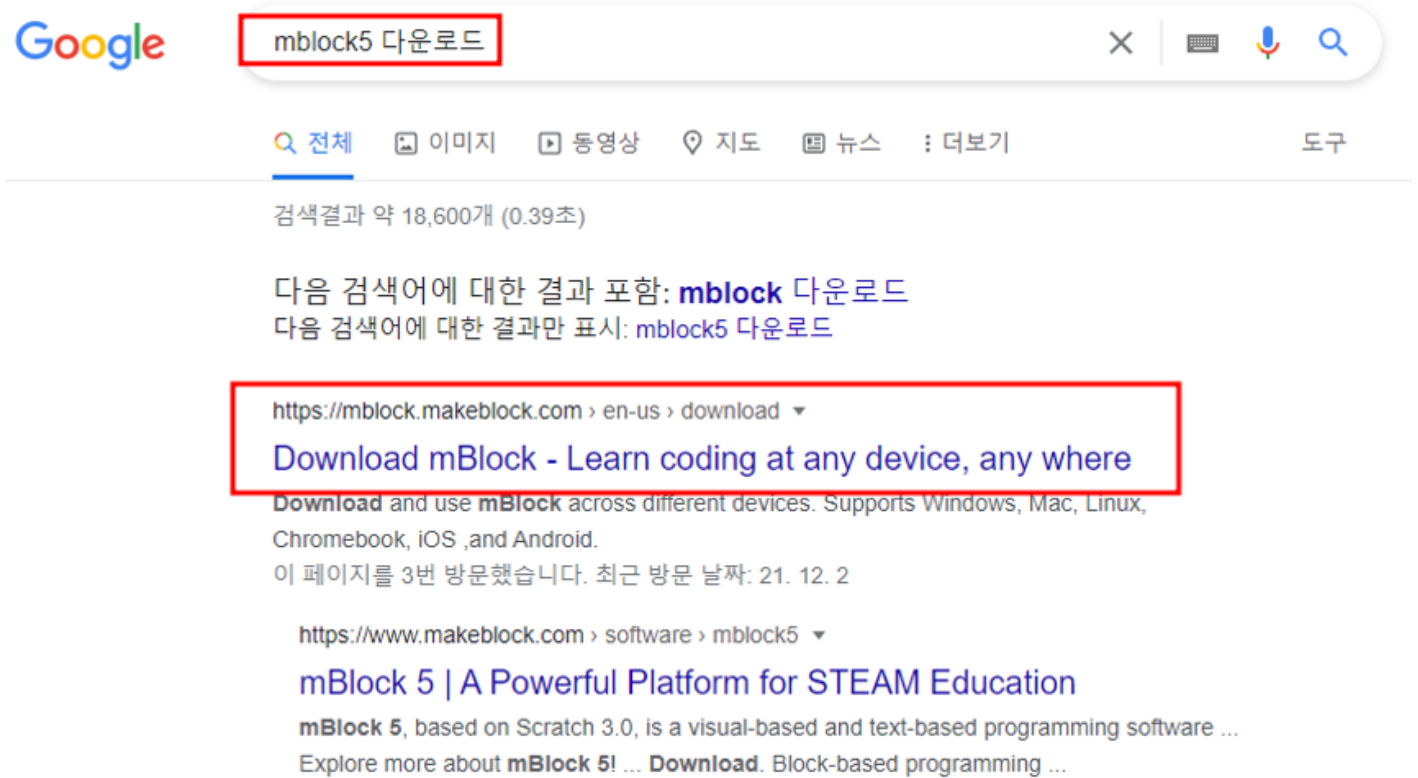 Google
mblock5 다운로드
전체 이미지 동영상 지도 뉴스 더보기 도구
검색결과 약 18,600개 (0.39초)
다음 검색어에 대한 결과 포함: mblock 다운로드
다음 검색어에 대한 결과만 표시: mblock5 다운로드
https://mblock.makeblock.com › en-us › download
Download mBlock - Learn coding at any device, any where
Download and use mBlock across different devices. Supports Windows, Mac, Linux,
Chromebook, iOS ,and Android.
이 페이지를 3번 방문했습니다. 최근 방문 날짜: 21. 12. 2
https://www.makeblock.com › software › mblock5
mBlock 5 | A Powerful Platform for STEAM Education
mBlock 5, based on Scratch 3.0, is a visual-based and text-based programming software ...
Explore more about mBlock 5! ... Download. Block-based programming ...